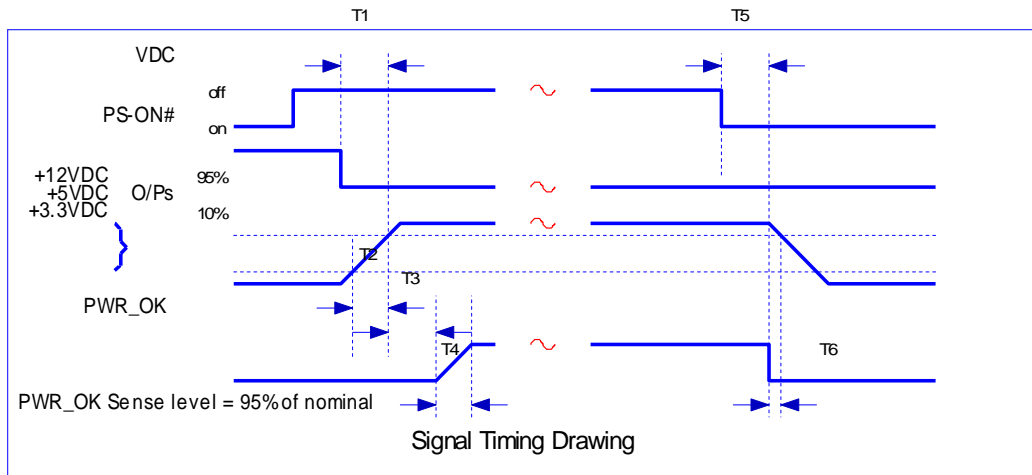 T1
T5
VDC
off
PS-ON#
on
+12VDC
95%
+5VDC
O/Ps
+3.3VDC
10%
T2
T3
PWR_OK
T4
T6
PWR_OK Sense level = 95% of nominal
Signal Timing Drawing